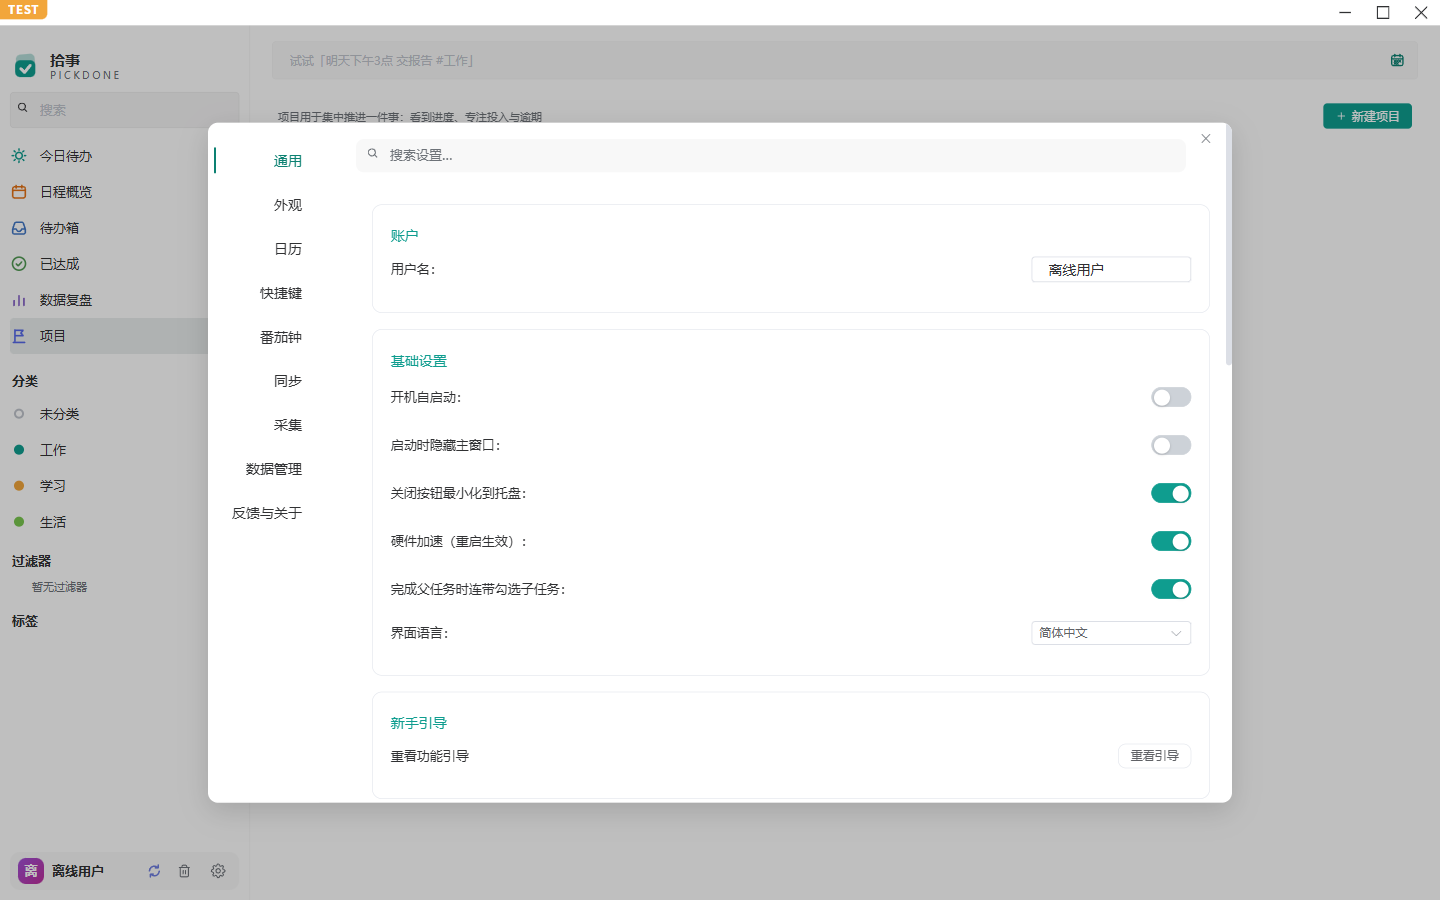 TEST
拾事
PICKDONE
搜索
今日待办
日程概览
待办箱
已达成
数据复盘
项目
分类
未分类
工作
学习
生活
过滤器
暂无过滤器
标签
离 离线用户
试试「明天下午3点 交报告 #工作」
项目用于集中推进一件事：看到进度、专注投入与逾期
+ 新建项目
通用
外观
日历
快捷键
番茄钟
同步
采集
数据管理
反馈与关于
搜索设置...
账户
用户名: 离线用户
基础设置
开机自启动:
启动时隐藏主窗口:
关闭按钮最小化到托盘:
硬件加速（重启生效）:
完成父任务时连带勾选子任务:
界面语言: 简体中文
新手引导
重看功能引导 重看引导